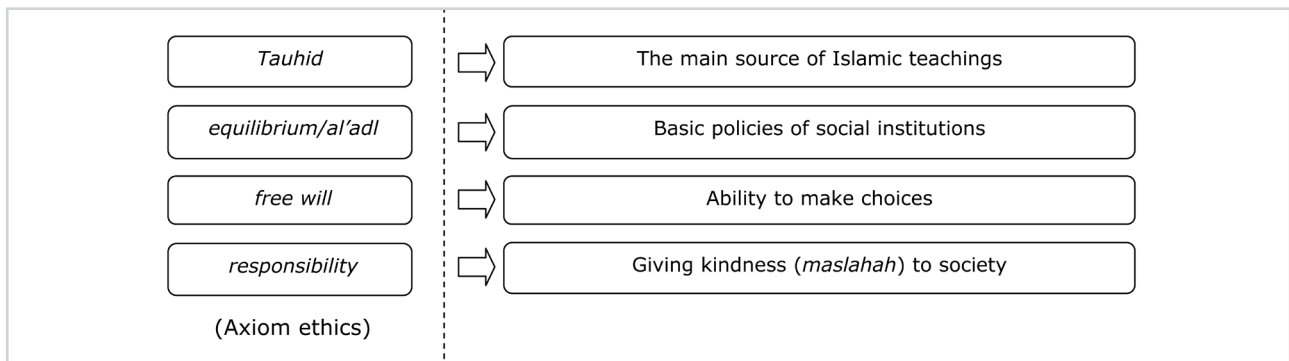 Tauhid
The main source of Islamic teachings
equilibrium/al’adl
Basic policies of social institutions
free will
Ability to make choices
responsibility
Giving kindness (maslahah) to society
(Axiom ethics)